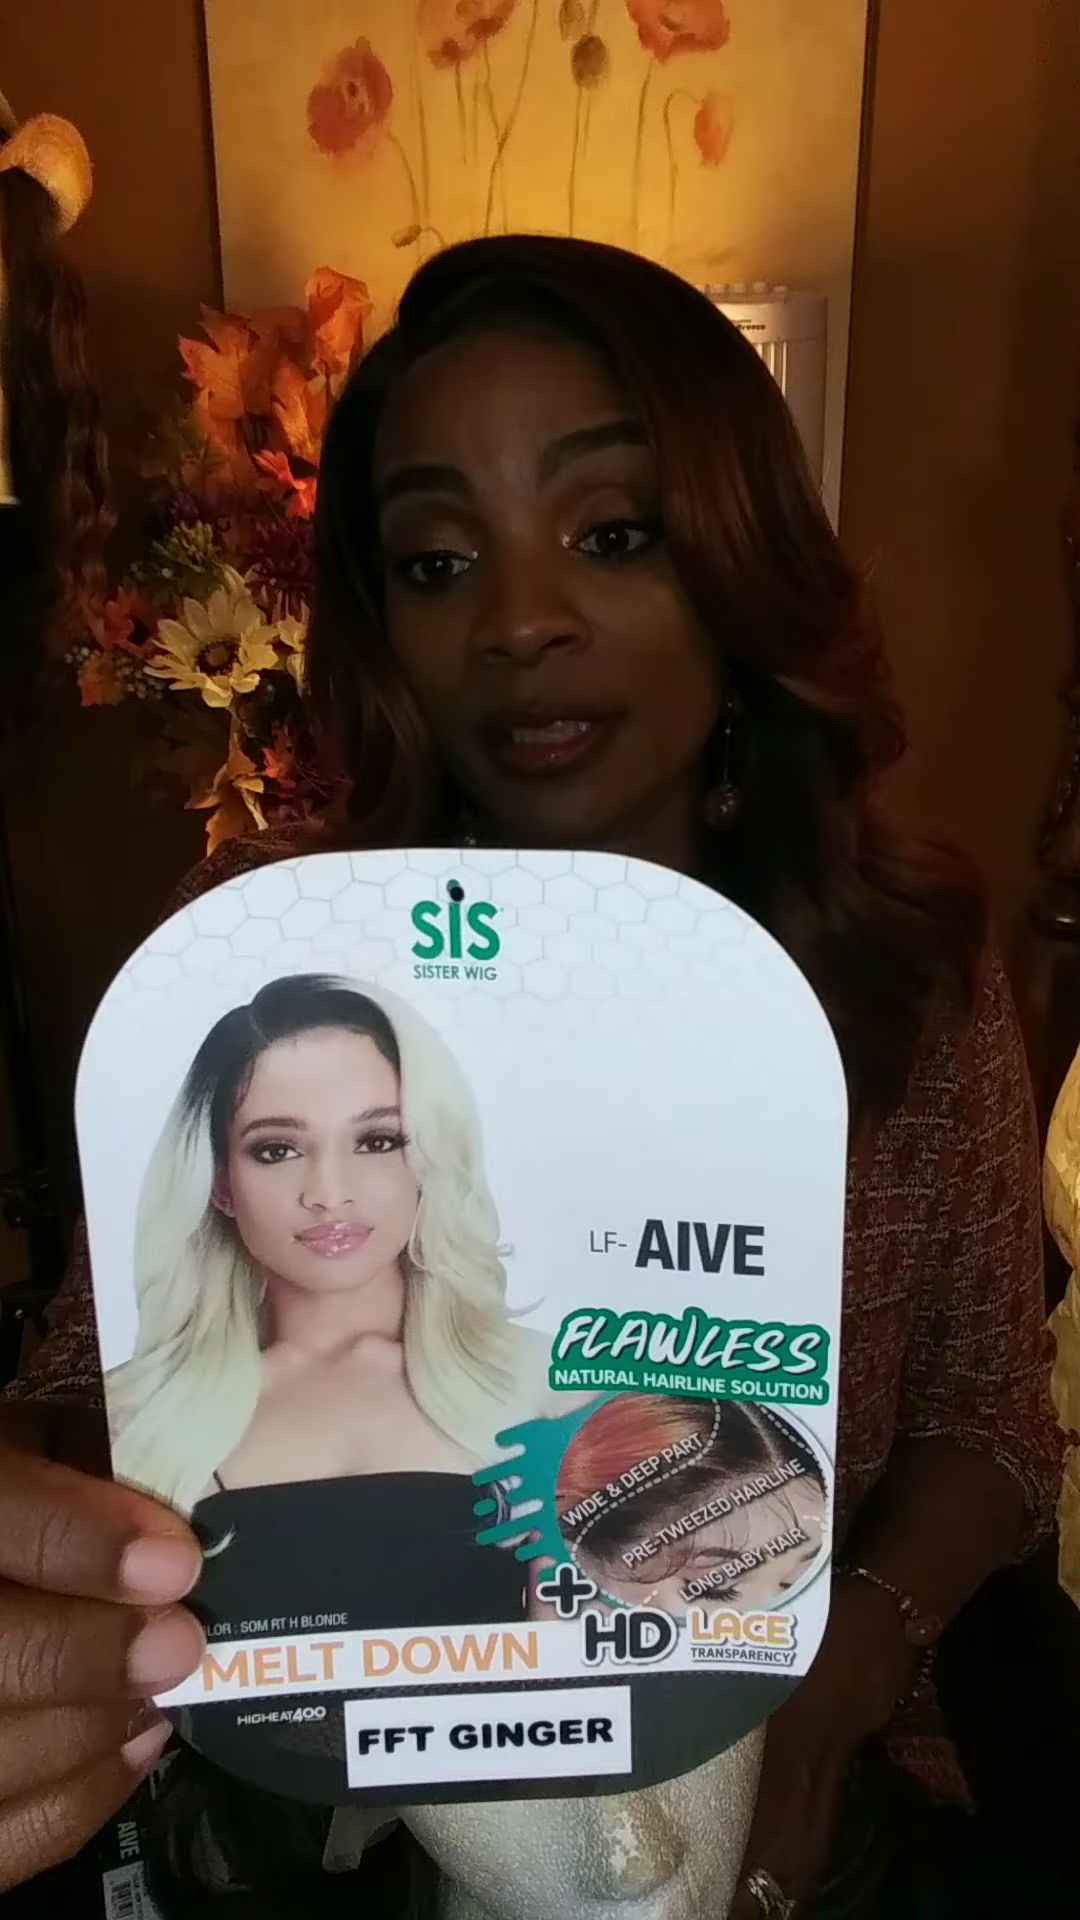 SIS
SISTER WIG
LF- AIVE
FLAWLESS
NATURAL HAIRLINE SOLUTION
WIDE & DEEP PART
PRE-TWEEZED HAIRLINE
LONG BABY HAIR
+HD LACE
TRANSPARENCY
LOR : SOM RT H BLONDE
MELT DOWN
HIGHEAT400
FFT GINGER
AIVE